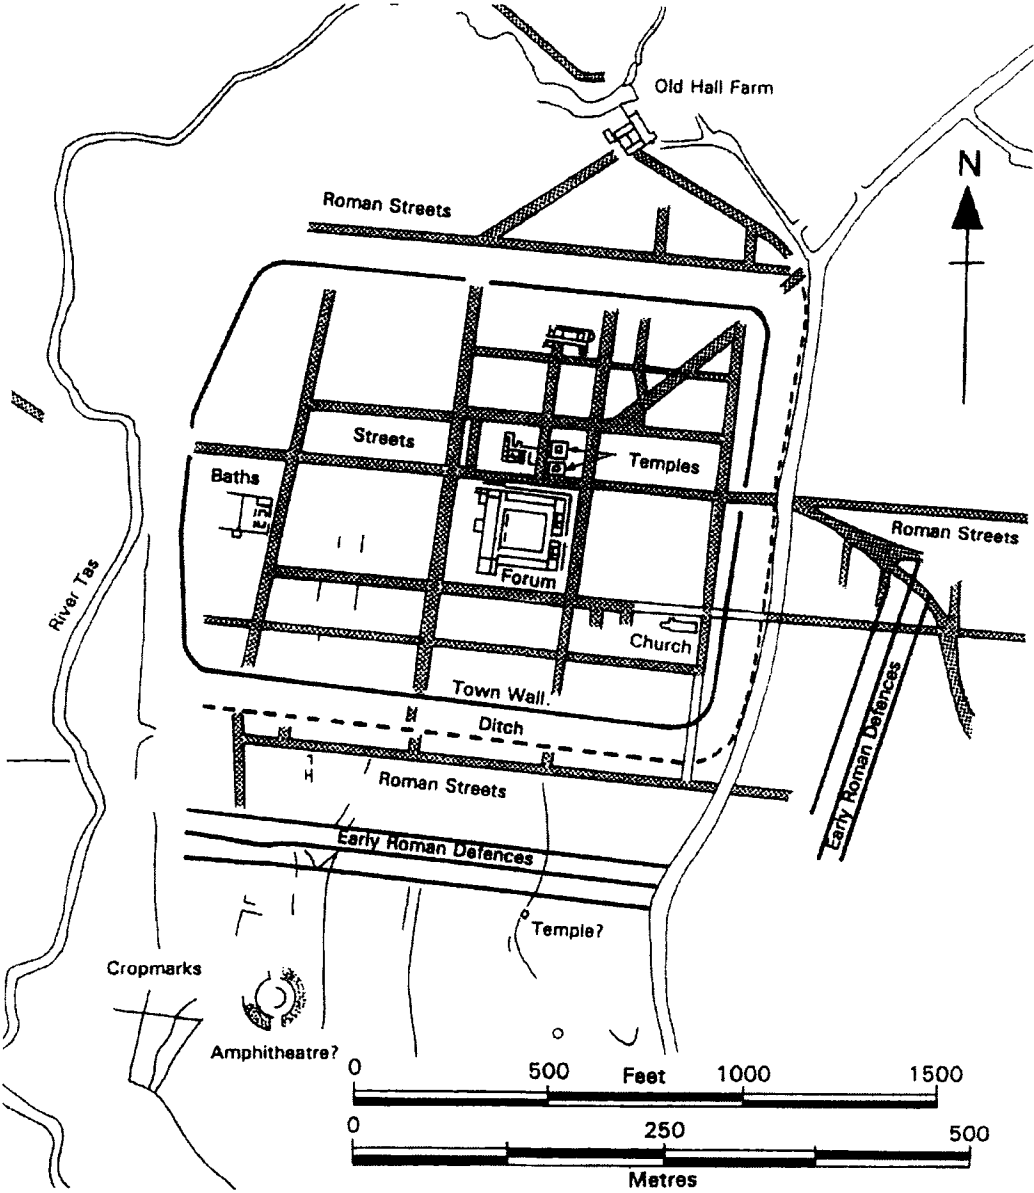 Old Hall Farm
N
Roman Streets
Streets
Temples
Baths
Roman Streets
Forum
River Tas
Church
Town Wall.
Ditch
Early Roman Defences
Roman Streets
Early Roman Defences
Temple?
Cropmarks
Amphitheatre?
0 500 Feet 1000 1500
0 250 500
Metres